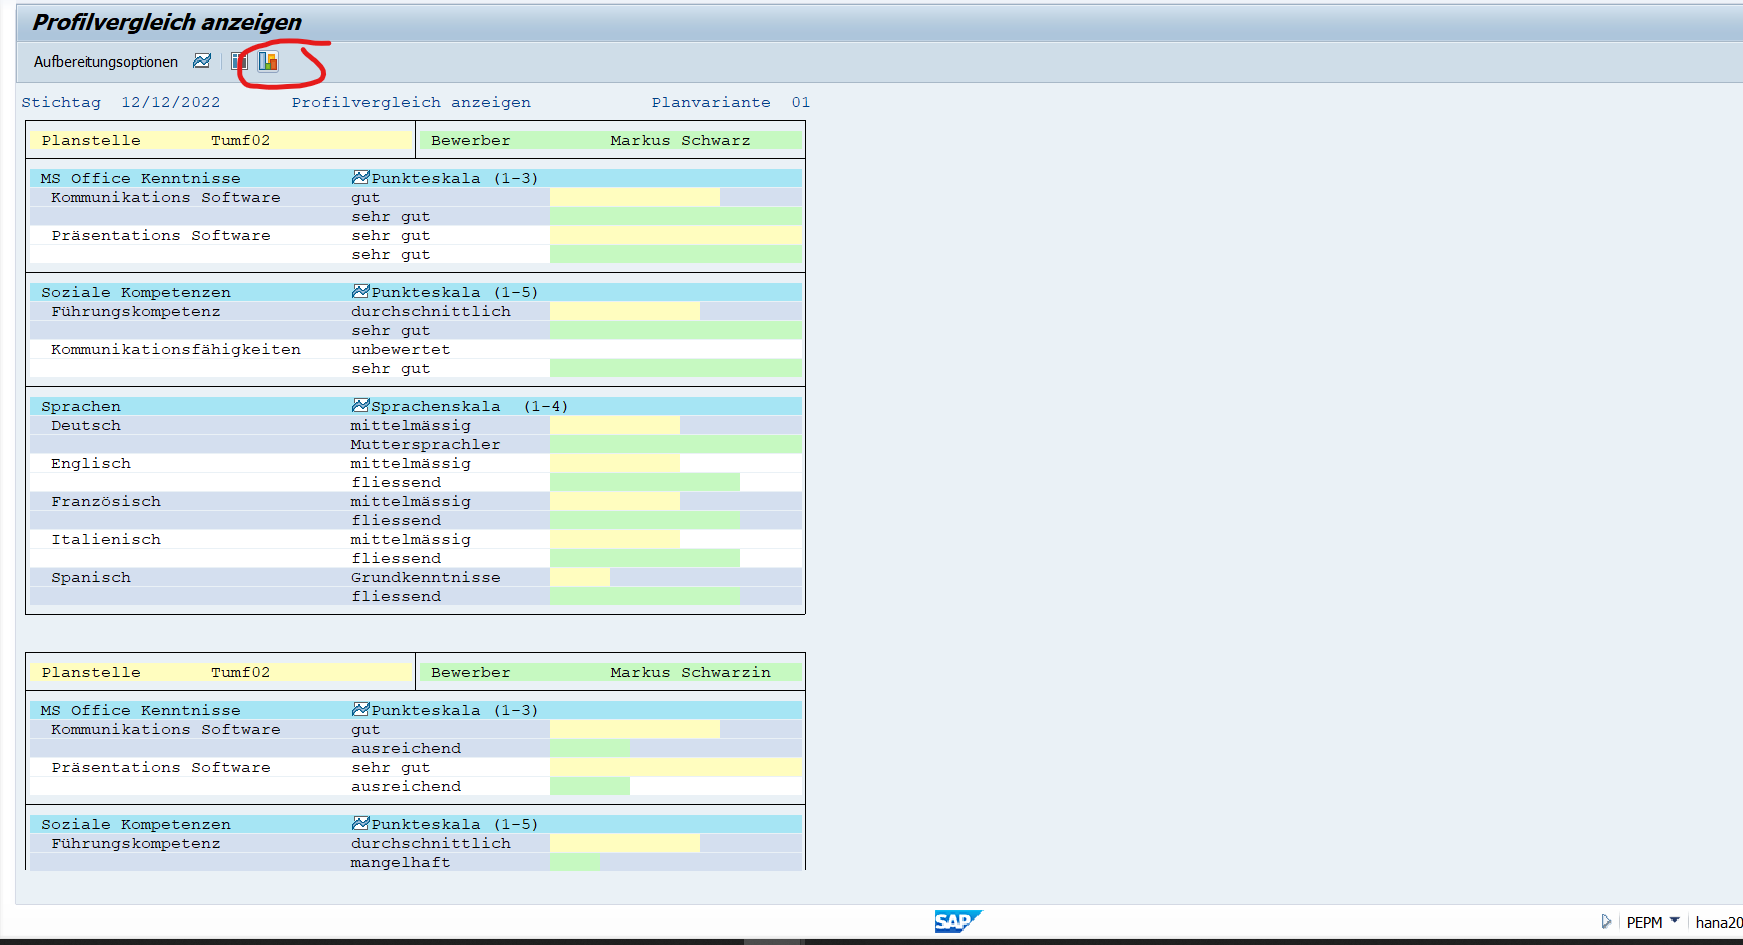 Profilvergleich anzeigen
Aufbereitungsoptionen
Stichtag 12/12/2022 Profilvergleich anzeigen Planvariante 01
Planstelle Tumf02 Bewerber Markus Schwarz
MS Office Kenntnisse Punkteskala (1-3)
Kommunikations Software gut
sehr gut
Präsentations Software sehr gut
sehr gut
Soziale Kompetenzen Punkteskala (1-5)
Führungskompetenz durchschnittlich
sehr gut
Kommunikationsfähigkeiten unbewertet
sehr gut
Sprachen Sprachenskala (1-4)
Deutsch mittelmässig
Muttersprachler
Englisch mittelmässig
fliessend
Französisch mittelmässig
fliessend
Italienisch mittelmässig
fliessend
Spanisch Grundkenntnisse
fliessend
Planstelle Tumf02 Bewerber Markus Schwarzin
MS Office Kenntnisse Punkteskala (1-3)
Kommunikations Software gut
ausreichend
Präsentations Software sehr gut
ausreichend
Soziale Kompetenzen Punkteskala (1-5)
Führungskompetenz durchschnittlich
mangelhaft
SAP PEPM hana20